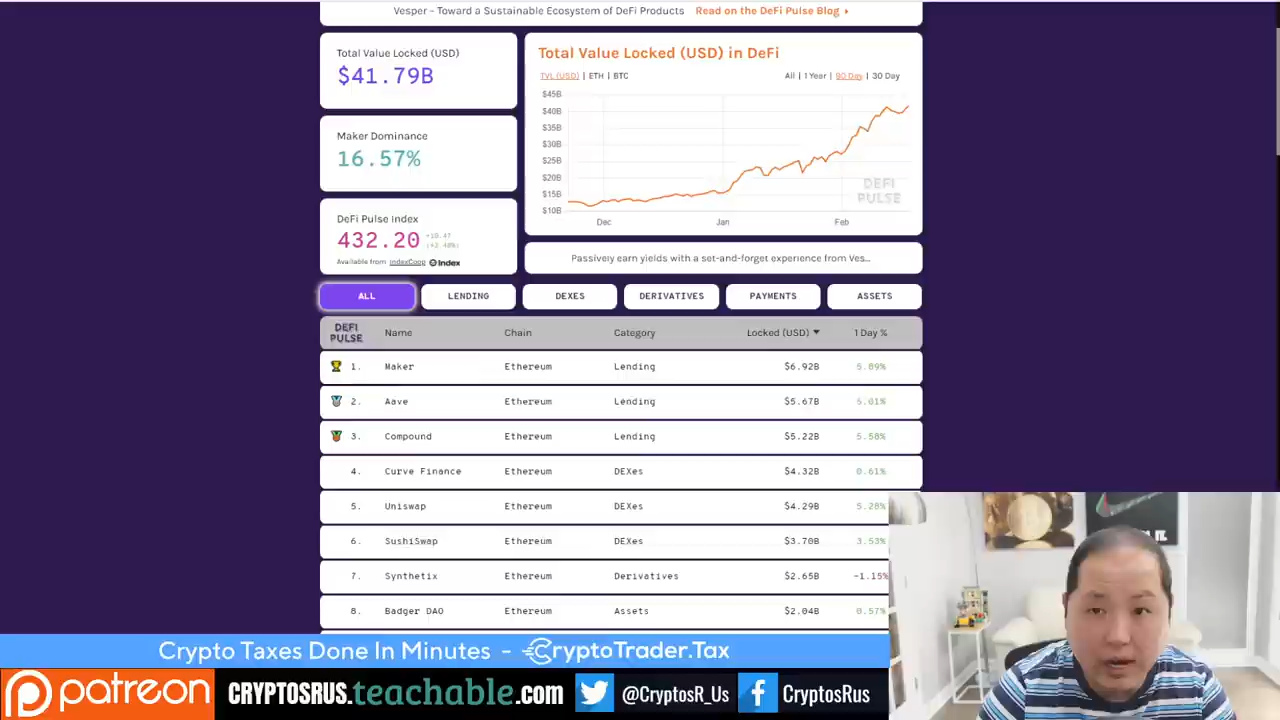 Vesper – Toward a Sustainable Ecosystem of DeFi Products Read on the DeFi Pulse Blog
Total Value Locked (USD)
$41.79B
Maker Dominance
16.57%
DeFi Pulse Index
432.20
Available from indexCoop Index
Total Value Locked (USD) in DeFi
TVL (USD) | ETH | BTC
All | 1 Year | 90 Day | 30 Day
$45B
$40B
$35B
$30B
$25B
$20B
$15B
$10B
Dec Jan Feb
DEFI PULSE
Passively earn yields with a set-and-forget experience from Ves...
ALL LENDING DEXES DERIVATIVES PAYMENTS ASSETS
DEFI PULSE Name Chain Category Locked (USD) ▼ 1 Day %
1. Maker Ethereum Lending $6.92B 5.89%
2. Aave Ethereum Lending $5.67B 5.01%
3. Compound Ethereum Lending $5.22B 5.58%
4. Curve Finance Ethereum DEXes $4.32B 0.61%
5. Uniswap Ethereum DEXes $4.29B 5.28%
6. SushiSwap Ethereum DEXes $3.70B 3.53%
7. Synthetix Ethereum Derivatives $2.65B -1.15%
8. Badger DAO Ethereum Assets $2.04B 0.57%
Crypto Taxes Done In Minutes - CryptoTrader.Tax
patreon CRYPTOSRUS.teachable.com @CryptosR_Us CryptosRus